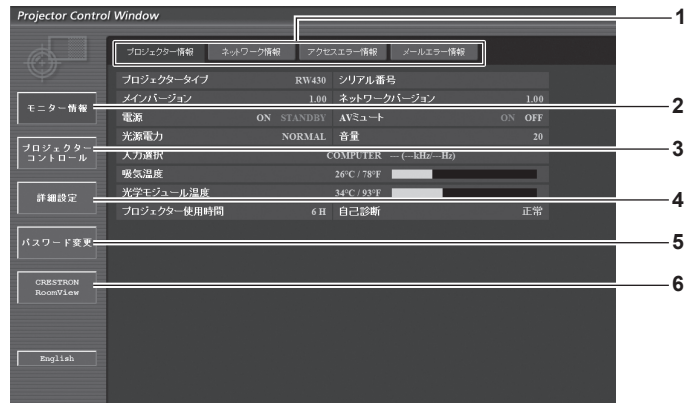 Projector Control Window
1
プロジェクター情報 ネットワーク情報 アクセスエラー情報 メールエラー情報
プロジェクタータイプ RW430 シリアル番号
メインバージョン 1.00 ネットワークバージョン 1.00
電源 ON STANDBY AVミュート ON OFF
光源電力 NORMAL 音量 20
入力選択 COMPUTER --- (---kHz/---Hz)
吸気温度 26°C / 78°F
光学モジュール温度 34°C / 93°F
プロジェクター使用時間 6 H 自己診断 正常
モニター情報 2
プロジェクター
コントロール 3
詳細設定 4
パスワード変更 5
CRESTRON
RoomView 6
English